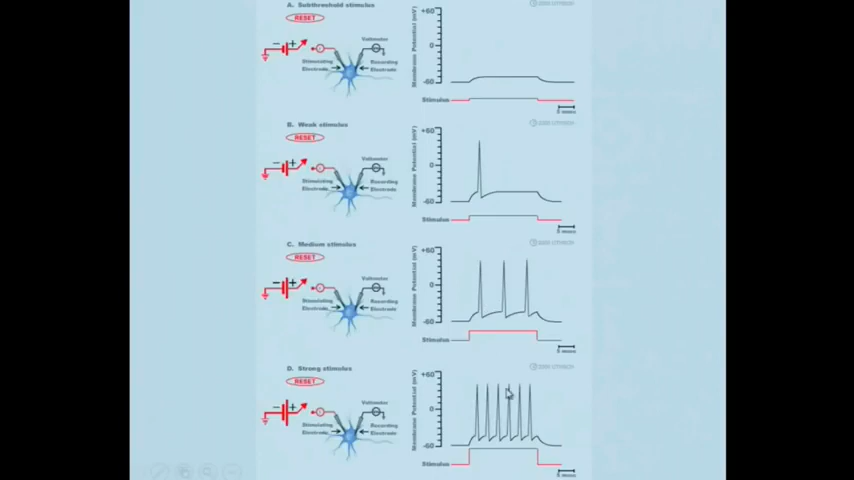 A. Subthreshold stimulus
RESET
Voltmeter
Stimulating
Electrode
Recording
Electrode
Membrane Potential (mV)
+60
0
-60
Stimulus
5 msec
B. Weak stimulus
RESET
Voltmeter
Stimulating
Electrode
Recording
Electrode
Membrane Potential (mV)
+60
0
-60
Stimulus
5 msec
C. Medium stimulus
RESET
Voltmeter
Stimulating
Electrode
Recording
Electrode
Membrane Potential (mV)
+60
0
-60
Stimulus
5 msec
D. Strong stimulus
RESET
Voltmeter
Stimulating
Electrode
Recording
Electrode
Membrane Potential (mV)
+60
0
-60
Stimulus
5 msec